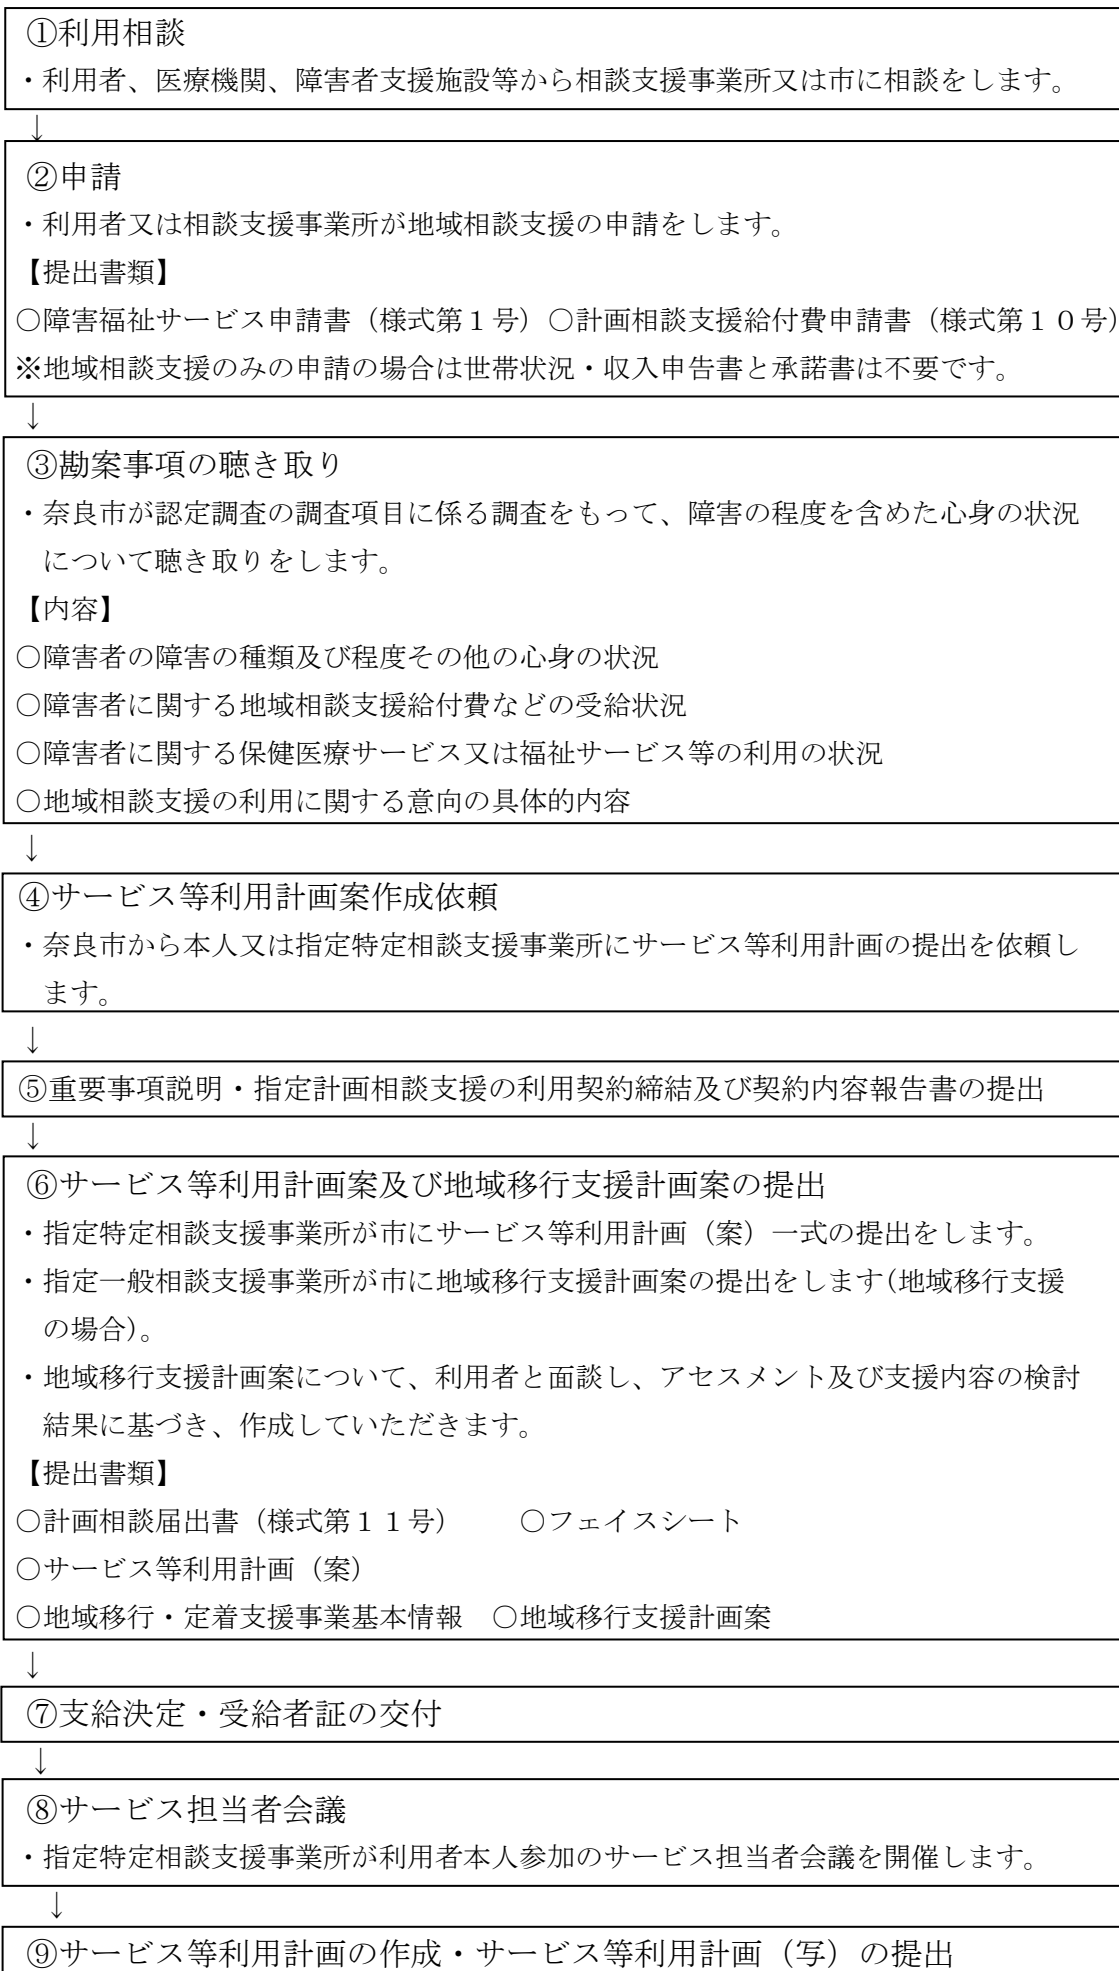 ①利用相談
・利用者、医療機関、障害者支援施設等から相談支援事業所又は市に相談をします。
↓
②申請
・利用者又は相談支援事業所が地域相談支援の申請をします。
【提出書類】
○障害福祉サービス申請書（様式第１号）○計画相談支援給付費申請書（様式第１０号）
※地域相談支援のみの申請の場合は世帯状況・収入申告書と承諾書は不要です。
↓
③勘案事項の聴き取り
・奈良市が認定調査の調査項目に係る調査をもって、障害の程度を含めた心身の状況
について聴き取りをします。
【内容】
○障害者の障害の種類及び程度その他の心身の状況
○障害者に関する地域相談支援給付費などの受給状況
○障害者に関する保健医療サービス又は福祉サービス等の利用の状況
○地域相談支援の利用に関する意向の具体的内容
↓
④サービス等利用計画案作成依頼
・奈良市から本人又は指定特定相談支援事業所にサービス等利用計画の提出を依頼し
ます。
↓
⑤重要事項説明・指定計画相談支援の利用契約締結及び契約内容報告書の提出
↓
⑥サービス等利用計画案及び地域移行支援計画案の提出
・指定特定相談支援事業所が市にサービス等利用計画（案）一式の提出をします。
・指定一般相談支援事業所が市に地域移行支援計画案の提出をします(地域移行支援
の場合)。
・地域移行支援計画案について、利用者と面談し、アセスメント及び支援内容の検討
結果に基づき、作成していただきます。
【提出書類】
○計画相談届出書（様式第１１号）　　○フェイスシート
○サービス等利用計画（案）
○地域移行・定着支援事業基本情報　○地域移行支援計画案
↓
⑦支給決定・受給者証の交付
↓
⑧サービス担当者会議
・指定特定相談支援事業所が利用者本人参加のサービス担当者会議を開催します。
↓
⑨サービス等利用計画の作成・サービス等利用計画（写）の提出